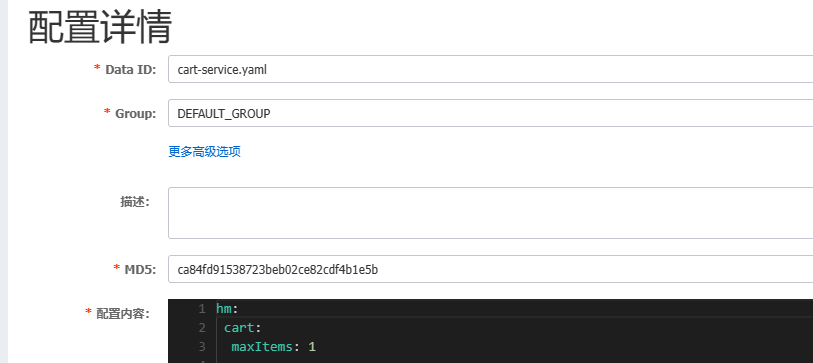 配置详情
* Data ID: cart-service.yaml
* Group: DEFAULT_GROUP
更多高级选项
描述:
* MD5: ca84fd91538723beb02ce82cdf4b1e5b
* 配置内容: 1 hm:
2 cart:
3 maxItems: 1